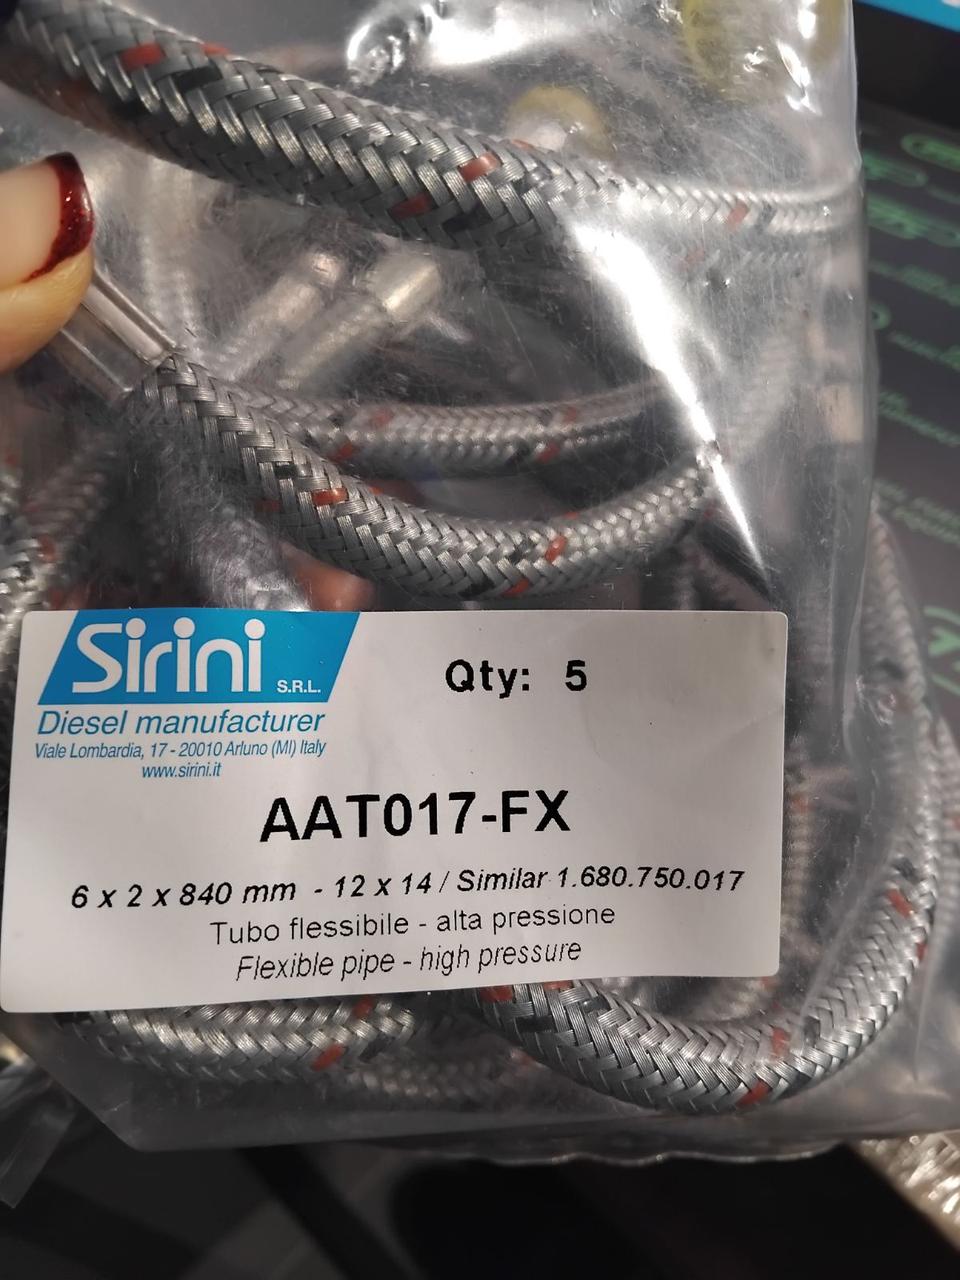 Sirini S.R.L.
Qty: 5
Diesel manufacturer
Viale Lombardia, 17 - 20010 Arluno (MI) Italy
www.sirini.it
AAT017-FX
6 x 2 x 840 mm - 12 x 14 / Similar 1.680.750.017
Tubo flessibile - alta pressione
Flexible pipe - high pressure